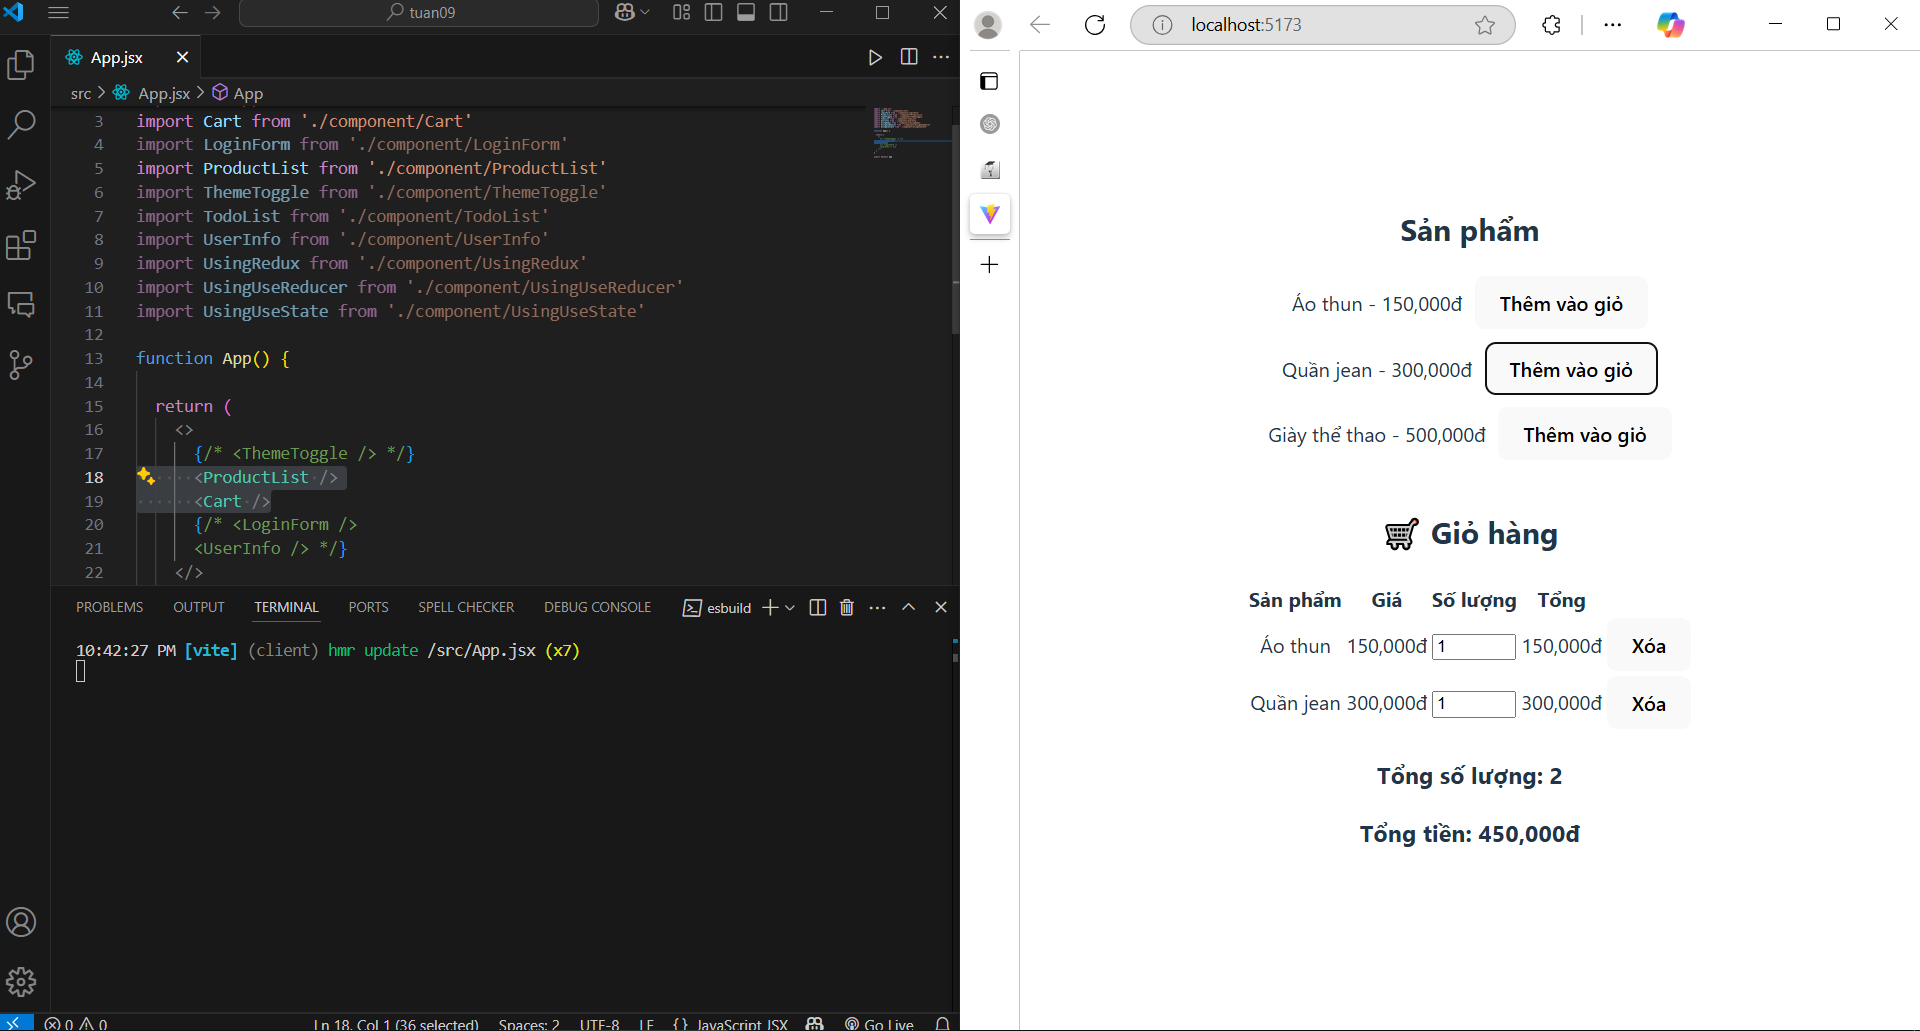 tuan09
App.jsx
src > App.jsx > App
3 import Cart from './component/Cart'
4 import LoginForm from './component/LoginForm'
5 import ProductList from './component/ProductList'
6 import ThemeToggle from './component/ThemeToggle'
7 import TodoList from './component/TodoList'
8 import UserInfo from './component/UserInfo'
9 import UsingRedux from './component/UsingRedux'
10 import UsingUseReducer from './component/UsingUseReducer'
11 import UsingUseState from './component/UsingUseState'
12
13 function App() {
14
15 return (
16 <>
17 {/* <ThemeToggle /> */}
18 <ProductList />
19 <Cart />
20 {/* <LoginForm />
21 <UserInfo /> */}
22 </>
PROBLEMS OUTPUT TERMINAL PORTS SPELL CHECKER DEBUG CONSOLE esbuild
10:42:27 PM [vite] (client) hmr update /src/App.jsx (x7)
0 0 Ln 18, Col 1 (36 selected) Spaces: 2 UTF-8 LF {} JavaScript JSX Go Live
localhost:5173
Sản phẩm
Áo thun - 150,000đ Thêm vào giỏ
Quần jean - 300,000đ Thêm vào giỏ
Giày thể thao - 500,000đ Thêm vào giỏ
🛒 Giỏ hàng
Sản phẩm Giá Số lượng Tổng
Áo thun 150,000đ 1 150,000đ Xóa
Quần jean 300,000đ 1 300,000đ Xóa
Tổng số lượng: 2
Tổng tiền: 450,000đ